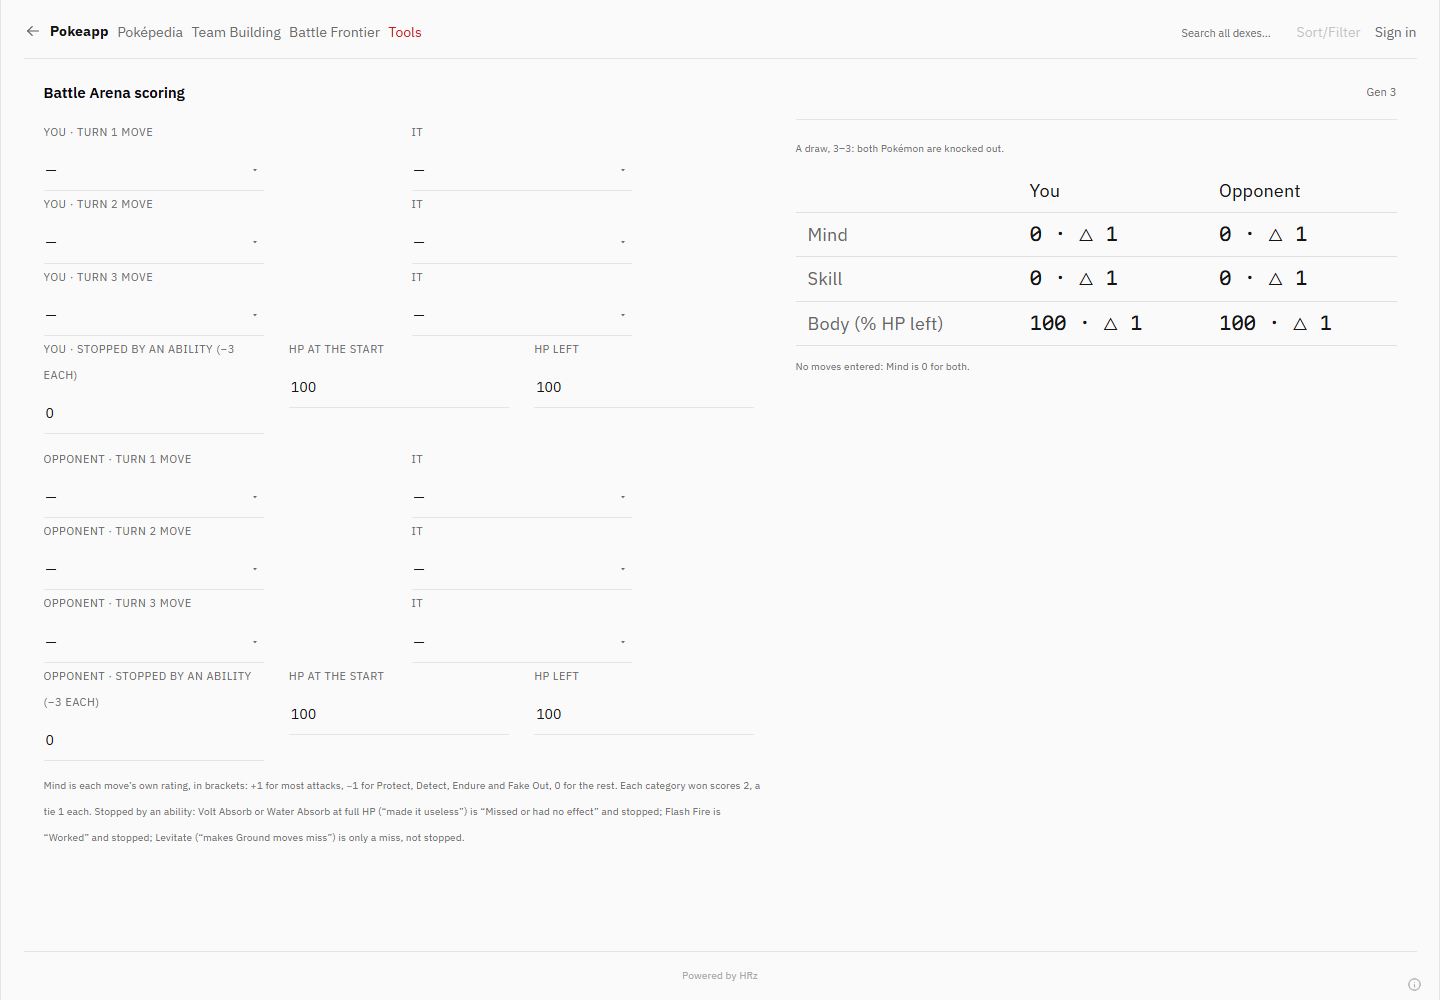 ← Pokeapp Poképedia Team Building Battle Frontier Tools Search all dexes... Sort/Filter Sign in
Battle Arena scoring
Gen 3
YOU · TURN 1 MOVE IT
— —
YOU · TURN 2 MOVE IT
— —
YOU · TURN 3 MOVE IT
— —
YOU · STOPPED BY AN ABILITY (−3
EACH)
HP AT THE START HP LEFT
0 100 100
OPPONENT · TURN 1 MOVE IT
— —
OPPONENT · TURN 2 MOVE IT
— —
OPPONENT · TURN 3 MOVE IT
— —
OPPONENT · STOPPED BY AN ABILITY
(−3 EACH)
HP AT THE START HP LEFT
0 100 100
Mind is each move’s own rating, in brackets: +1 for most attacks, −1 for Protect, Detect, Endure and Fake Out, 0 for the rest. Each category won scores 2, a
tie 1 each. Stopped by an ability: Volt Absorb or Water Absorb at full HP (“made it useless”) is “Missed or had no effect” and stopped; Flash Fire is
“Worked” and stopped; Levitate (“makes Ground moves miss”) is only a miss, not stopped.
A draw, 3–3: both Pokémon are knocked out.
You Opponent
Mind 0 · △ 1 0 · △ 1
Skill 0 · △ 1 0 · △ 1
Body (% HP left) 100 · △ 1 100 · △ 1
No moves entered: Mind is 0 for both.
Powered by HRz